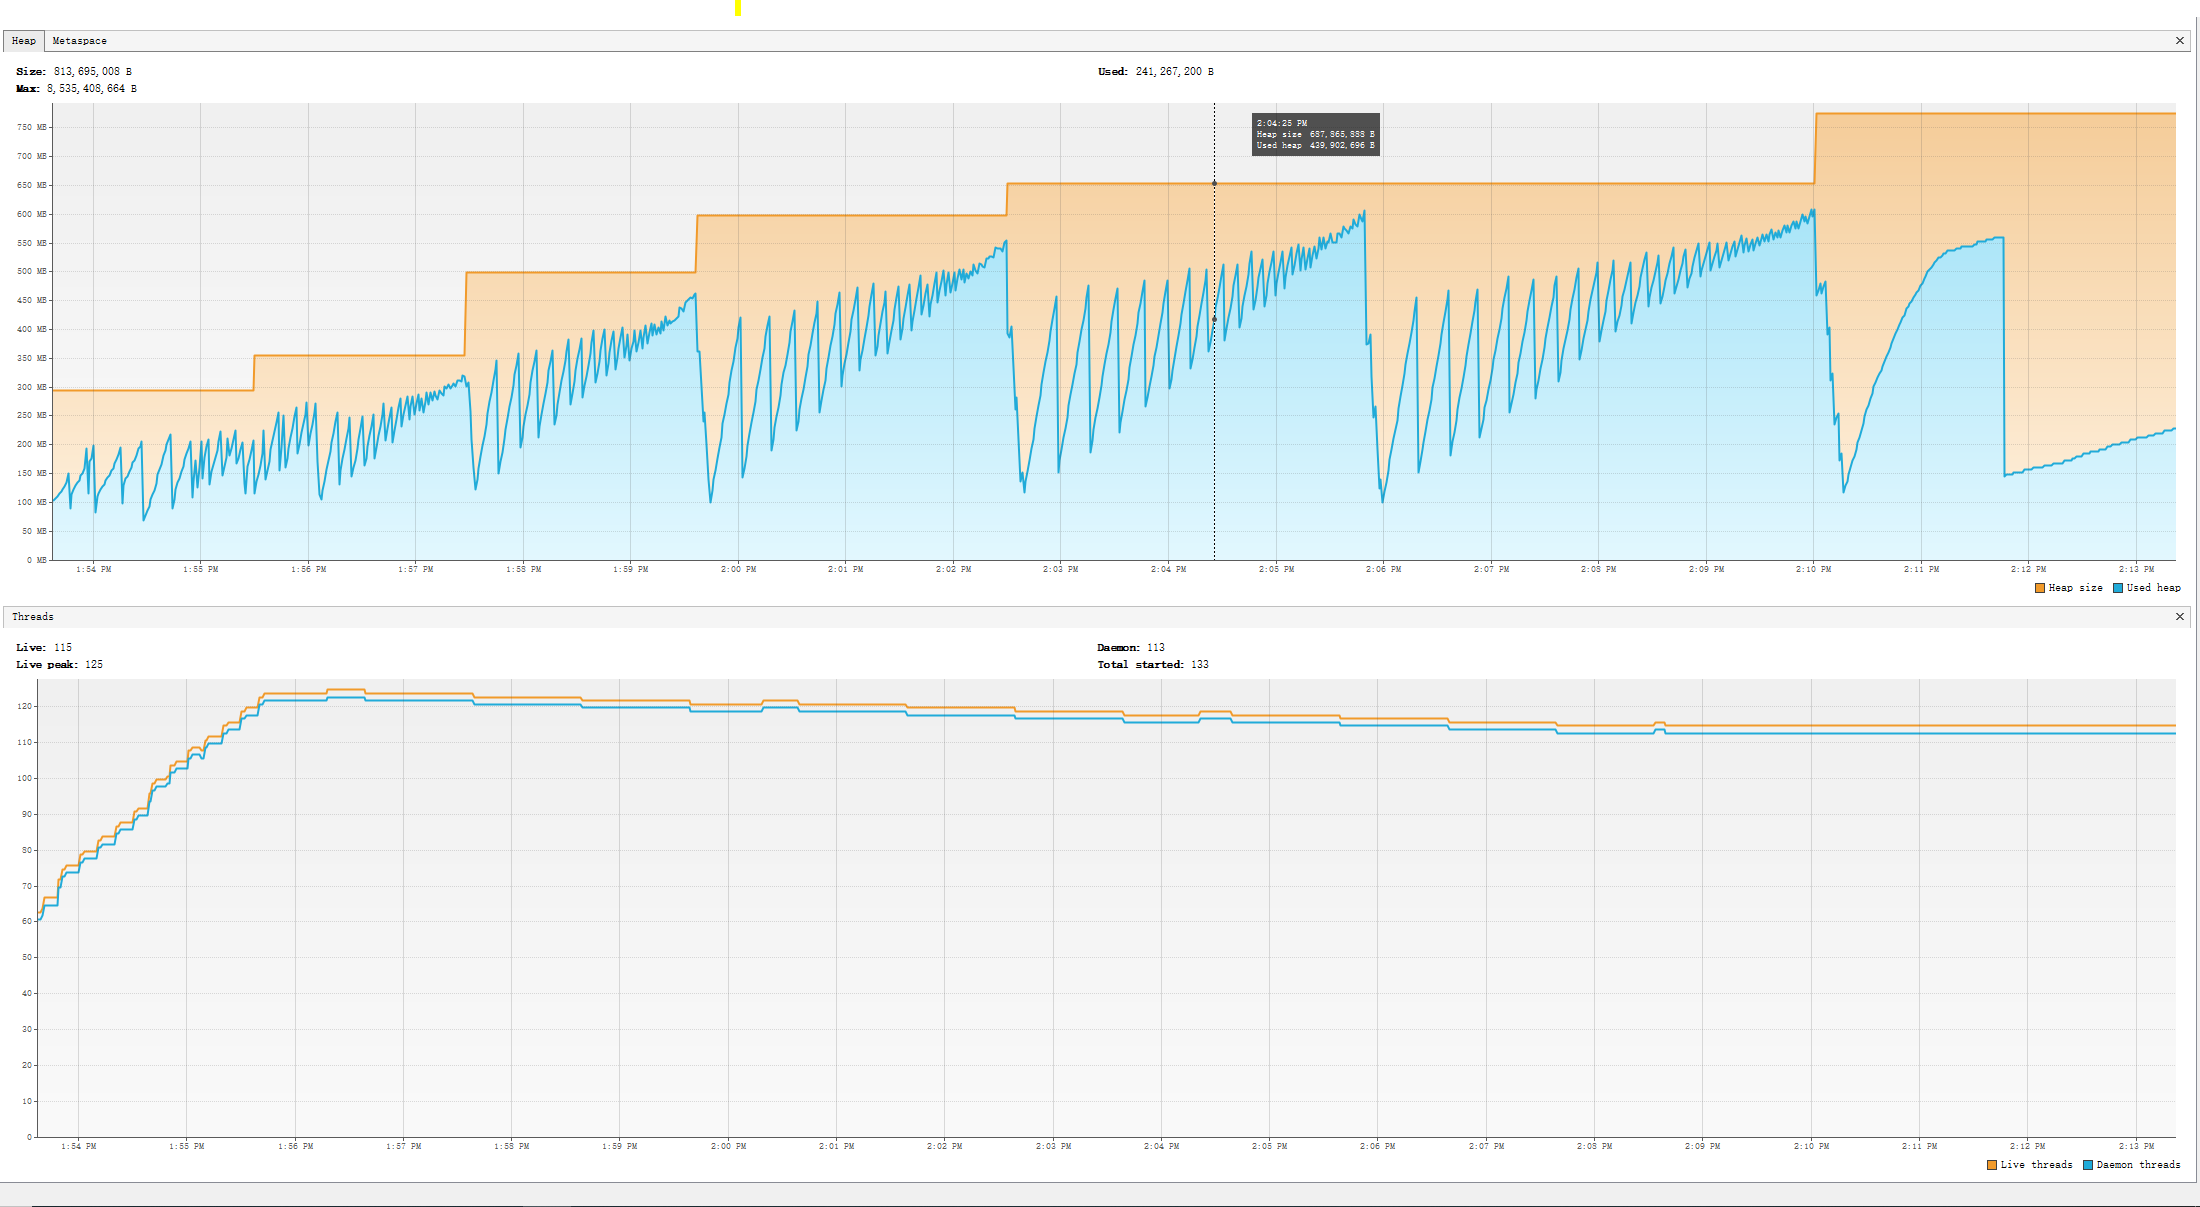 Heap Metaspace
Size: 813,695,008 B
Used: 241,267,200 B
Max: 8,535,408,664 B
750 MB
700 MB
650 MB
600 MB
550 MB
500 MB
450 MB
400 MB
350 MB
300 MB
250 MB
200 MB
150 MB
100 MB
50 MB
0 MB
2:04:25 PM
Heap size 687,865,888 B
Used heap 439,902,696 B
1:54 PM 1:55 PM 1:56 PM 1:57 PM 1:58 PM 1:59 PM 2:00 PM 2:01 PM 2:02 PM 2:03 PM 2:04 PM 2:05 PM 2:06 PM 2:07 PM 2:08 PM 2:09 PM 2:10 PM 2:11 PM 2:12 PM 2:13 PM
Heap size Used heap
Threads
Live: 115
Daemon: 113
Live peak: 125
Total started: 133
120
110
100
90
80
70
60
50
40
30
20
10
0
1:54 PM 1:55 PM 1:56 PM 1:57 PM 1:58 PM 1:59 PM 2:00 PM 2:01 PM 2:02 PM 2:03 PM 2:04 PM 2:05 PM 2:06 PM 2:07 PM 2:08 PM 2:09 PM 2:10 PM 2:11 PM 2:12 PM 2:13 PM
Live threads Daemon threads